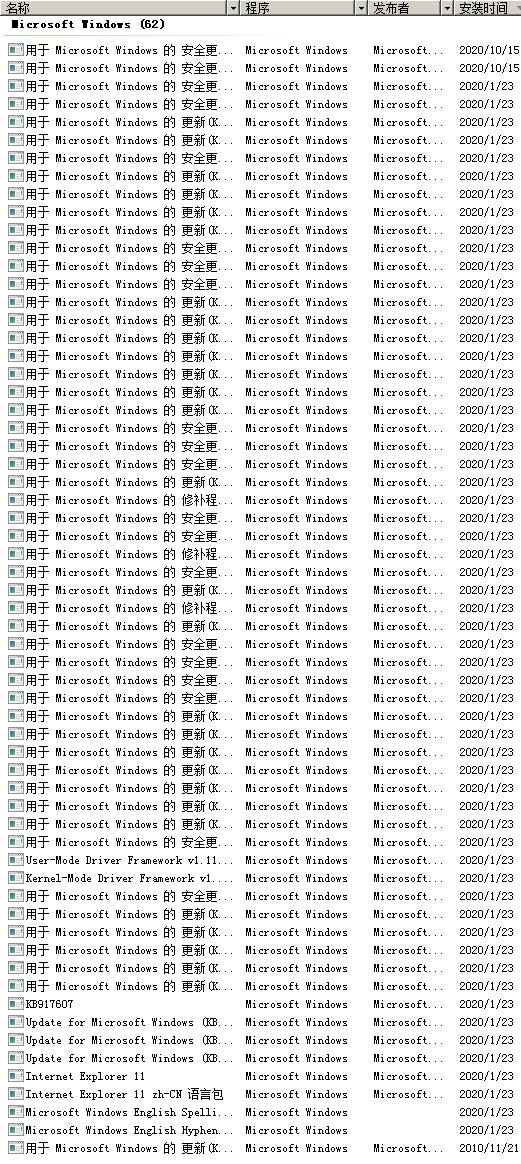 名称 程序 发布者 安装时间
Microsoft Windows (62)
用于 Microsoft Windows 的 安全更... Microsoft Windows Microsoft... 2020/10/15
用于 Microsoft Windows 的 安全更... Microsoft Windows Microsoft... 2020/10/15
用于 Microsoft Windows 的 安全更... Microsoft Windows Microsoft... 2020/1/23
用于 Microsoft Windows 的 安全更... Microsoft Windows Microsoft... 2020/1/23
用于 Microsoft Windows 的 更新(K... Microsoft Windows Microsoft... 2020/1/23
用于 Microsoft Windows 的 更新(K... Microsoft Windows Microsoft... 2020/1/23
用于 Microsoft Windows 的 安全更... Microsoft Windows Microsoft... 2020/1/23
用于 Microsoft Windows 的 更新(K... Microsoft Windows Microsoft... 2020/1/23
用于 Microsoft Windows 的 更新(K... Microsoft Windows Microsoft... 2020/1/23
用于 Microsoft Windows 的 更新(K... Microsoft Windows Microsoft... 2020/1/23
用于 Microsoft Windows 的 更新(K... Microsoft Windows Microsoft... 2020/1/23
用于 Microsoft Windows 的 安全更... Microsoft Windows Microsoft... 2020/1/23
用于 Microsoft Windows 的 安全更... Microsoft Windows Microsoft... 2020/1/23
用于 Microsoft Windows 的 安全更... Microsoft Windows Microsoft... 2020/1/23
用于 Microsoft Windows 的 更新(K... Microsoft Windows Microsoft... 2020/1/23
用于 Microsoft Windows 的 更新(K... Microsoft Windows Microsoft... 2020/1/23
用于 Microsoft Windows 的 更新(K... Microsoft Windows Microsoft... 2020/1/23
用于 Microsoft Windows 的 更新(K... Microsoft Windows Microsoft... 2020/1/23
用于 Microsoft Windows 的 更新(K... Microsoft Windows Microsoft... 2020/1/23
用于 Microsoft Windows 的 更新(K... Microsoft Windows Microsoft... 2020/1/23
用于 Microsoft Windows 的 更新(K... Microsoft Windows Microsoft... 2020/1/23
用于 Microsoft Windows 的 安全更... Microsoft Windows Microsoft... 2020/1/23
用于 Microsoft Windows 的 安全更... Microsoft Windows Microsoft... 2020/1/23
用于 Microsoft Windows 的 安全更... Microsoft Windows Microsoft... 2020/1/23
用于 Microsoft Windows 的 更新(K... Microsoft Windows Microsoft... 2020/1/23
用于 Microsoft Windows 的 修补程... Microsoft Windows Microsoft... 2020/1/23
用于 Microsoft Windows 的 安全更... Microsoft Windows Microsoft... 2020/1/23
用于 Microsoft Windows 的 安全更... Microsoft Windows Microsoft... 2020/1/23
用于 Microsoft Windows 的 修补程... Microsoft Windows Microsoft... 2020/1/23
用于 Microsoft Windows 的 安全更... Microsoft Windows Microsoft... 2020/1/23
用于 Microsoft Windows 的 更新(K... Microsoft Windows Microsoft... 2020/1/23
用于 Microsoft Windows 的 修补程... Microsoft Windows Microsoft... 2020/1/23
用于 Microsoft Windows 的 更新(K... Microsoft Windows Microsoft... 2020/1/23
用于 Microsoft Windows 的 安全更... Microsoft Windows Microsoft... 2020/1/23
用于 Microsoft Windows 的 安全更... Microsoft Windows Microsoft... 2020/1/23
用于 Microsoft Windows 的 安全更... Microsoft Windows Microsoft... 2020/1/23
用于 Microsoft Windows 的 安全更... Microsoft Windows Microsoft... 2020/1/23
用于 Microsoft Windows 的 更新(K... Microsoft Windows Microsoft... 2020/1/23
用于 Microsoft Windows 的 更新(K... Microsoft Windows Microsoft... 2020/1/23
用于 Microsoft Windows 的 更新(K... Microsoft Windows Microsoft... 2020/1/23
用于 Microsoft Windows 的 更新(K... Microsoft Windows Microsoft... 2020/1/23
用于 Microsoft Windows 的 更新(K... Microsoft Windows Microsoft... 2020/1/23
用于 Microsoft Windows 的 更新(K... Microsoft Windows Microsoft... 2020/1/23
用于 Microsoft Windows 的 更新(K... Microsoft Windows Microsoft... 2020/1/23
用于 Microsoft Windows 的 安全更... Microsoft Windows Microsoft... 2020/1/23
User-Mode Driver Framework v1.11... Microsoft Windows Microsoft... 2020/1/23
Kernel-Mode Driver Framework v1.... Microsoft Windows Microsoft... 2020/1/23
用于 Microsoft Windows 的 安全更... Microsoft Windows Microsoft... 2020/1/23
用于 Microsoft Windows 的 更新(K... Microsoft Windows Microsoft... 2020/1/23
用于 Microsoft Windows 的 更新(K... Microsoft Windows Microsoft... 2020/1/23
用于 Microsoft Windows 的 更新(K... Microsoft Windows Microsoft... 2020/1/23
用于 Microsoft Windows 的 更新(K... Microsoft Windows Microsoft... 2020/1/23
用于 Microsoft Windows 的 更新(K... Microsoft Windows Microsoft... 2020/1/23
KB917607 Microsoft Windows Microsoft... 2020/1/23
Update for Microsoft Windows (KB... Microsoft Windows Microsoft... 2020/1/23
Update for Microsoft Windows (KB... Microsoft Windows Microsoft... 2020/1/23
Update for Microsoft Windows (KB... Microsoft Windows Microsoft... 2020/1/23
Internet Explorer 11 Microsoft Windows Microsoft... 2020/1/23
Internet Explorer 11 zh-CN 语言包 Microsoft Windows Microsoft... 2020/1/23
Microsoft Windows English Spelli... Microsoft Windows 2020/1/23
Microsoft Windows English Hyphen... Microsoft Windows 2020/1/23
用于 Microsoft Windows 的 更新(K... Microsoft Windows Microsoft... 2010/11/21